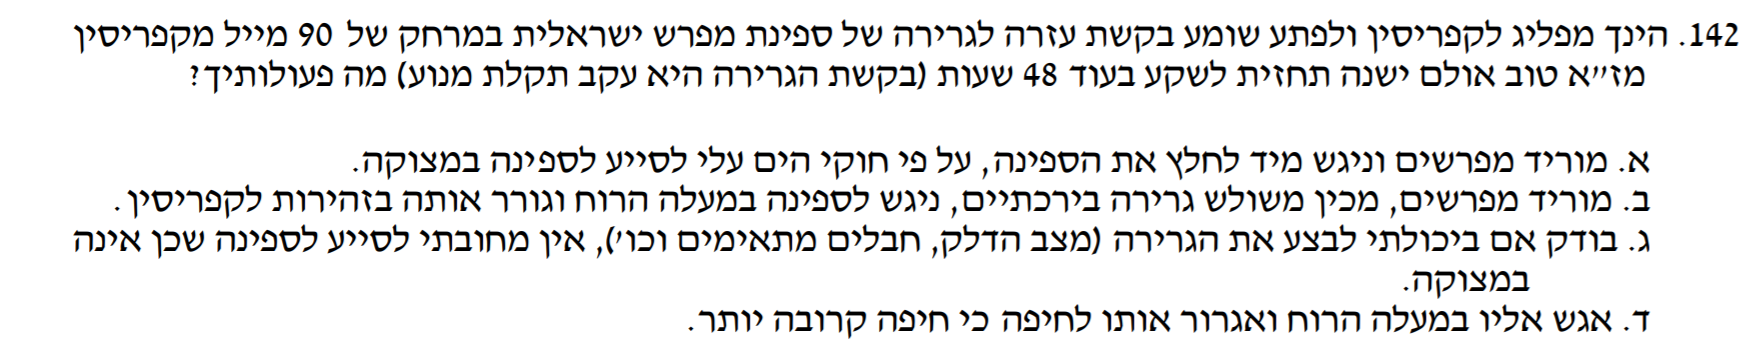 142. הינך מפליג לקפריסין ולפתע שומע בקשת עזרה לגרירה של ספינת מפרש ישראלית במרחק של 90 מייל מקפריסין
מז״א טוב אולם ישנה תחזית לשקע בעוד 48 שעות (בקשת הגרירה היא עקב תקלת מנוע) מה פעולותיך?
א. מוריד מפרשים וניגש מיד לחלץ את הספינה, על פי חוקי הים עלי לסייע לספינה במצוקה.
ב. מוריד מפרשים, מכין משולש גרירה בירכתיים, ניגש לספינה במעלה הרוח וגורר אותה בזהירות לקפריסין.
ג. בודק אם ביכולתי לבצע את הגרירה (מצב הדלק, חבלים מתאימים וכו'), אין מחובתי לסייע לספינה שכן אינה
במצוקה.
ד. אגש אליו במעלה הרוח ואגרור אותו לחיפה כי חיפה קרובה יותר.